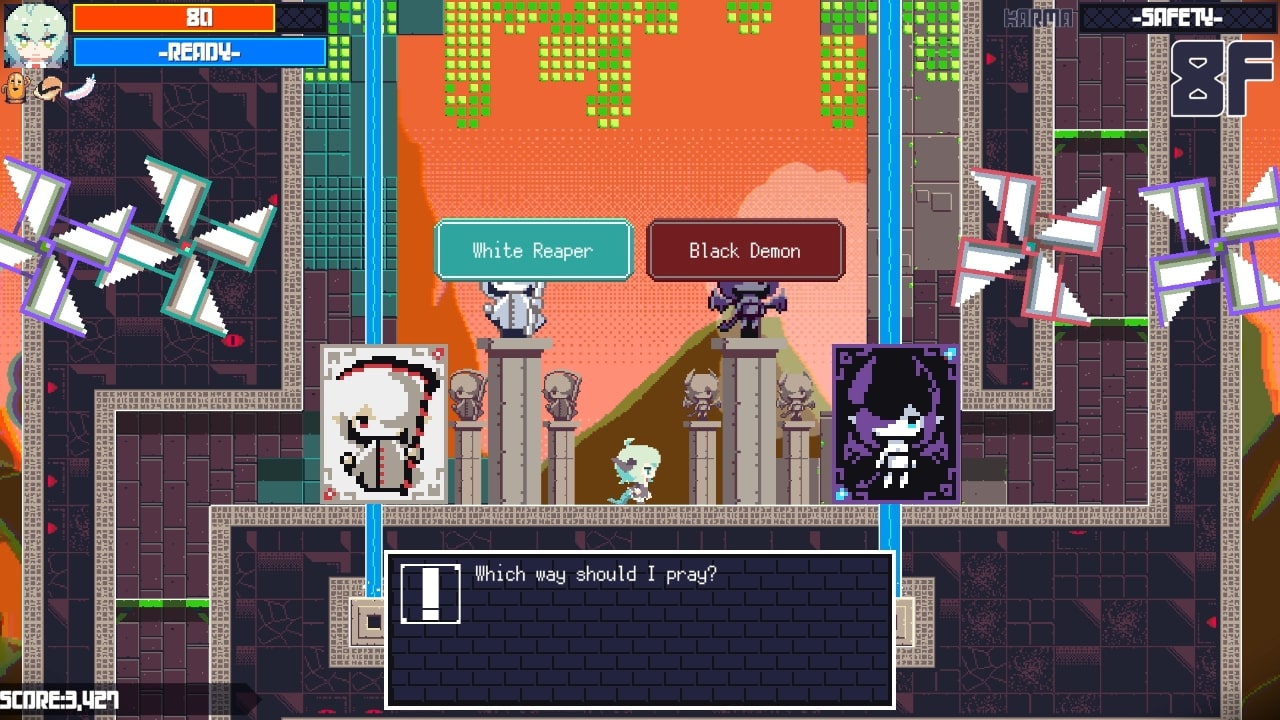 80
KARMA
-SAFETY-
-READY-
8F
White Reaper
Black Demon
Which way should I pray?
SCORE:3,427